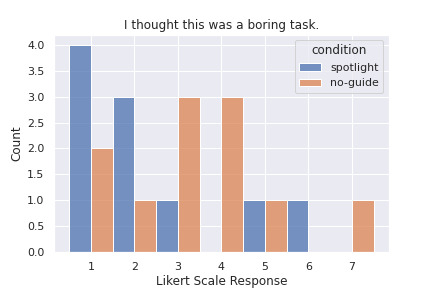 I thought this was a boring task.
condition
spotlight
no-guide
4.0
3.5
3.0
2.5
2.0
1.5
1.0
0.5
0.0
Count
1 2 3 4 5 6 7
Likert Scale Response